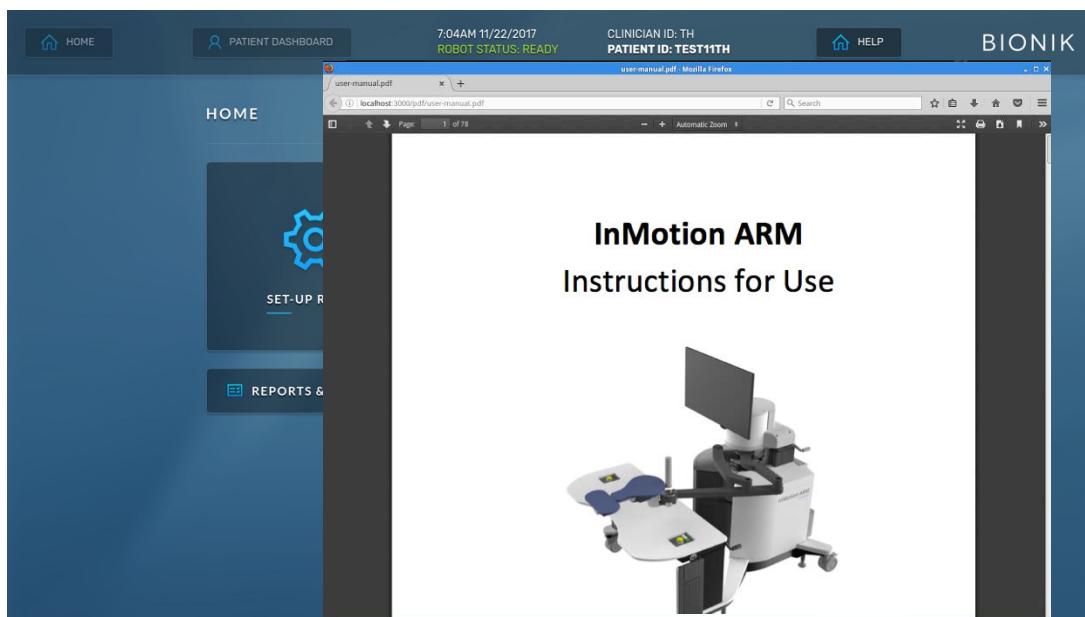 HOME
PATIENT DASHBOARD
7:04AM 11/22/2017
ROBOT STATUS: READY
CLINICIAN ID: TH
PATIENT ID: TEST11TH
HELP
BIONIK
user-manual.pdf - Mozilla Firefox
user-manual.pdf
localhost:3000/pdf/user-manual.pdf
Search
Page: 1 of 78
Automatic Zoom
HOME
SET-UP R
REPORTS &
InMotion ARM
Instructions for Use
InMotion ARM